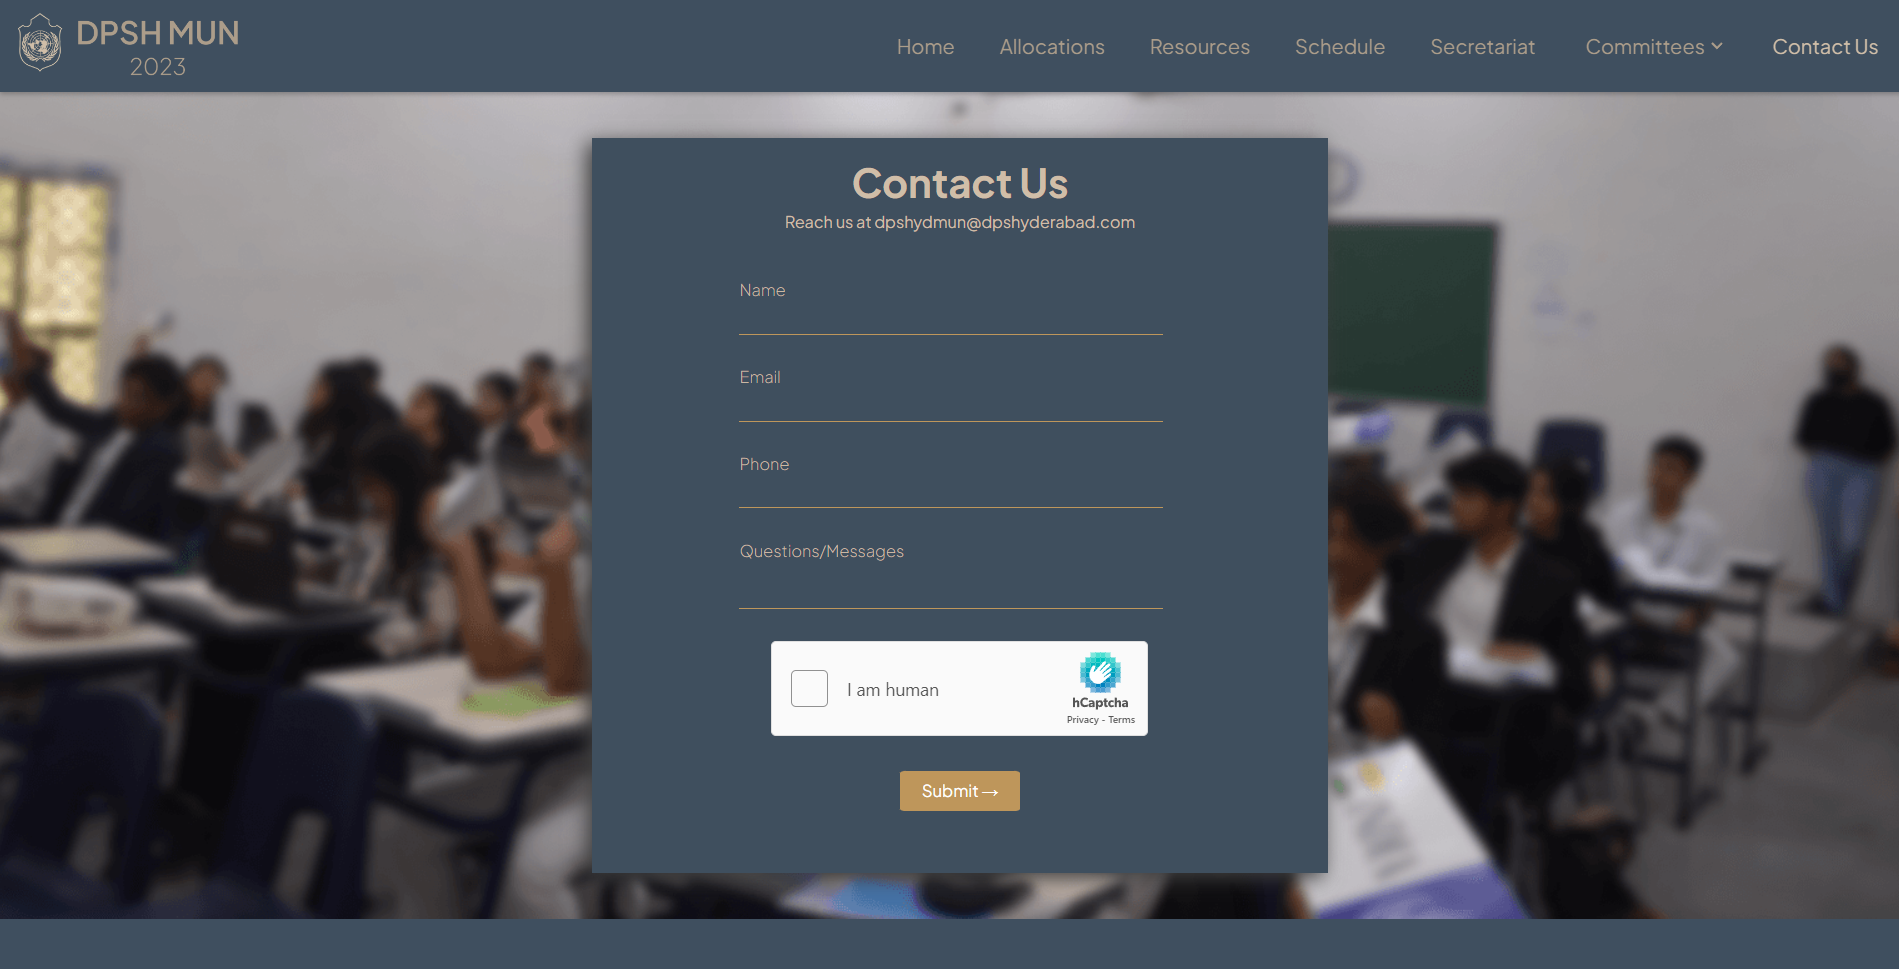 DPSH MUN
2023
Home Allocations Resources Schedule Secretariat Committees Contact Us
Contact Us
Reach us at dpshydmun@dpshyderabad.com
Name
Email
Phone
Questions/Messages
I am human
hCaptcha
Privacy - Terms
Submit →